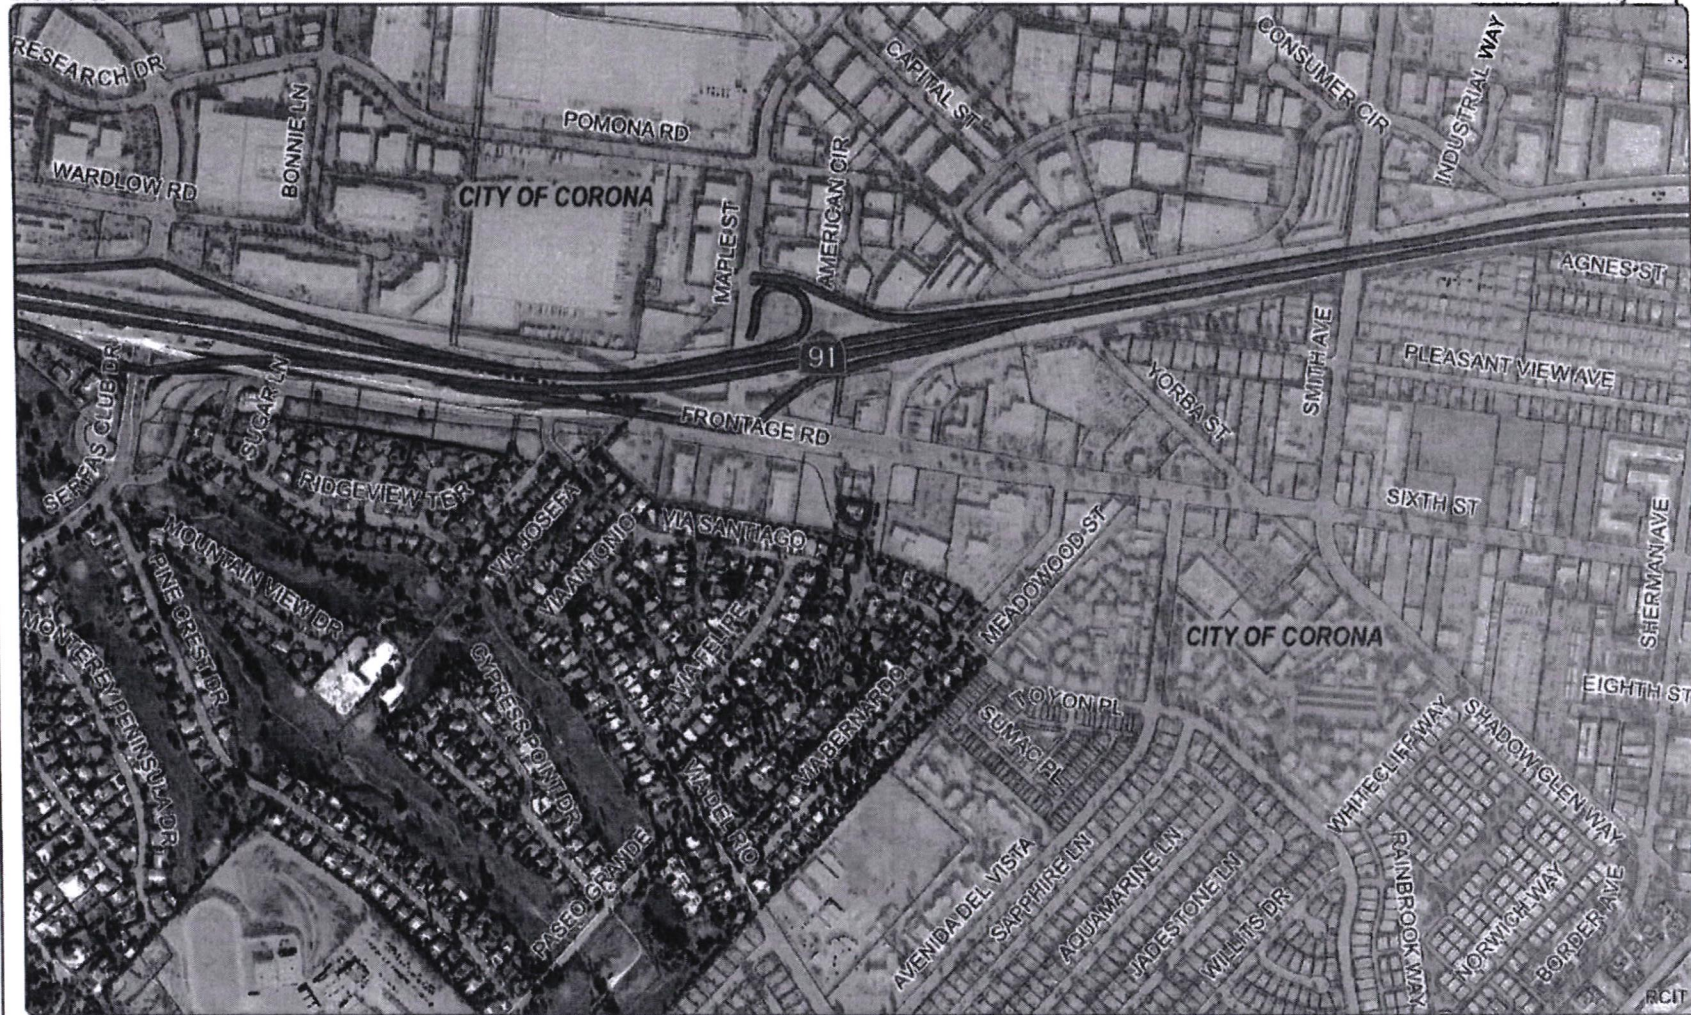 RESEARCH DR
CAPITAL ST
CONSUMER CIR
INDUSTRIAL WAY
POMONA RD
BONNIE LN
WARDLOW RD
CITY OF CORONA
AMERICAN CIR
MAPLE ST
AGNES ST
91
SMITH AVE
PLEASANT VIEW AVE
YORBA ST
SERFAS CLUB DR
SUGAR LN
FRONTAGE RD
RIDGEVIEW TER
VIA JOSEFA
SIXTH ST
VIA SANTIAGO
VIA ANTONIO
MEADOWOOD ST
SHERMAN AVE
MOUNTAIN VIEW DR
PINE CREST DR
MONTEREY PENINSULA DR
VIA FELIPE
CITY OF CORONA
CYPRESS POINT DR
VIA BERNARDO
TOYON PL
SUMAC PL
EIGHTH ST
WHITECLIFF WAY
SHADOW GLEN WAY
VIA DEL RIO
PASEO GRANDE
AVENIDA DEL VISTA
SAPPHIRE LN
AQUAMARINE LN
JADESTONE LN
WILLITS DR
RAINBROOK WAY
NORWICH WAY
BORDER AVE
RCIT